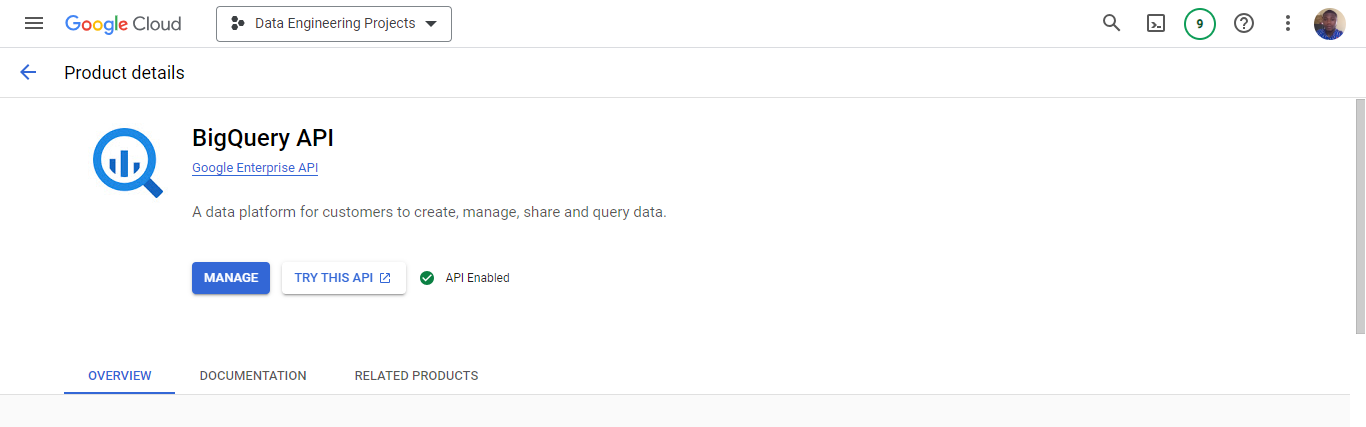 Google Cloud Data Engineering Projects 9
Product details
BigQuery API
Google Enterprise API
A data platform for customers to create, manage, share and query data.
MANAGE TRY THIS API API Enabled
OVERVIEW DOCUMENTATION RELATED PRODUCTS